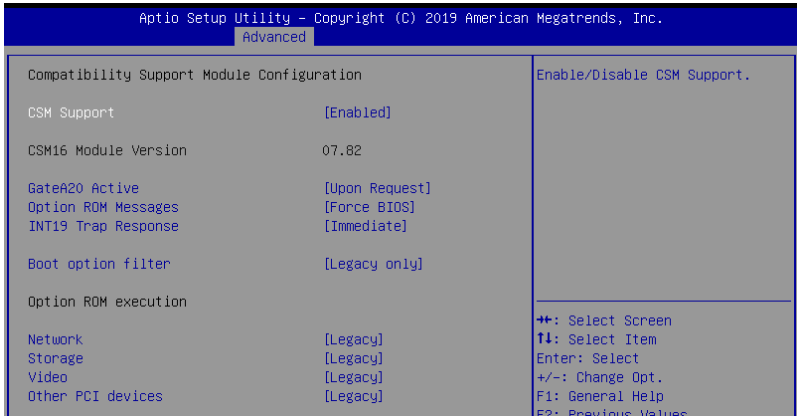 Aptio Setup Utility – Copyright (C) 2019 American Megatrends, Inc.
Advanced
Compatibility Support Module Configuration
CSM Support [Enabled]
CSM16 Module Version 07.82
GateA20 Active [Upon Request]
Option ROM Messages [Force BIOS]
INT19 Trap Response [Immediate]
Boot option filter [Legacy only]
Option ROM execution
Network [Legacy]
Storage [Legacy]
Video [Legacy]
Other PCI devices [Legacy]
Enable/Disable CSM Support.
→←: Select Screen
↑↓: Select Item
Enter: Select
+/-: Change Opt.
F1: General Help
F2: Previous Values